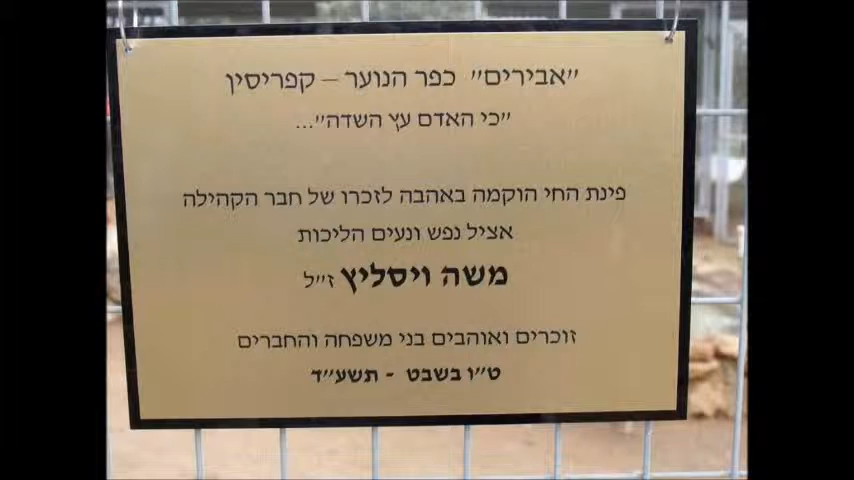 "אבירים" כפר הנוער – קפריסין
"כי האדם עץ השדה"...
פינת החי הוקמה באהבה לזכרו של חבר הקהילה
אציל נפש ונעים הליכות
משה ויסליץ ז"ל
זוכרים ואוהבים בני משפחה והחברים
ט"ו בשבט - תשע"ד